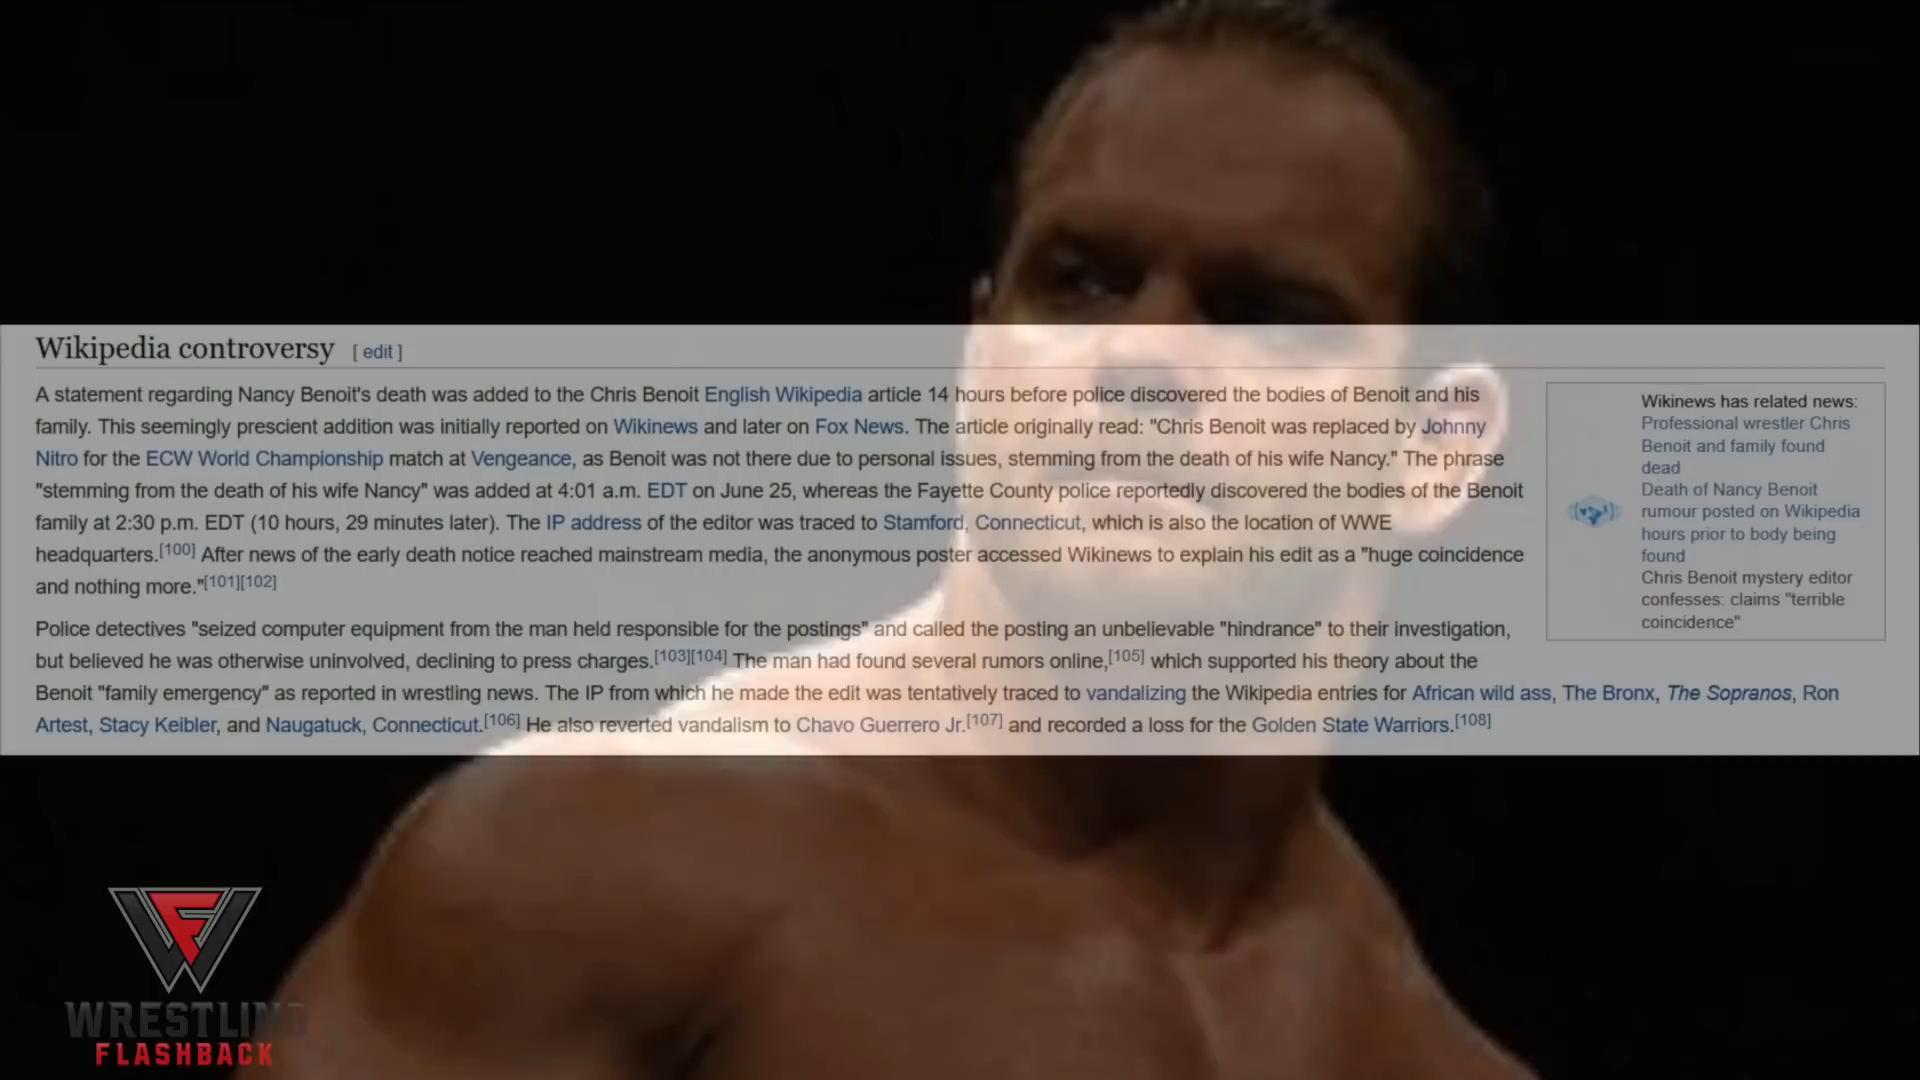 Wikipedia controversy [ edit ]
A statement regarding Nancy Benoit's death was added to the Chris Benoit English Wikipedia article 14 hours before police discovered the bodies of Benoit and his
family. This seemingly prescient addition was initially reported on Wikinews and later on Fox News. The article originally read: "Chris Benoit was replaced by Johnny
Nitro for the ECW World Championship match at Vengeance, as Benoit was not there due to personal issues, stemming from the death of his wife Nancy." The phrase
"stemming from the death of his wife Nancy" was added at 4:01 a.m. EDT on June 25, whereas the Fayette County police reportedly discovered the bodies of the Benoit
family at 2:30 p.m. EDT (10 hours, 29 minutes later). The IP address of the editor was traced to Stamford, Connecticut, which is also the location of WWE
headquarters.[100] After news of the early death notice reached mainstream media, the anonymous poster accessed Wikinews to explain his edit as a "huge coincidence
and nothing more."[101][102]
Police detectives "seized computer equipment from the man held responsible for the postings" and called the posting an unbelievable "hindrance" to their investigation,
but believed he was otherwise uninvolved, declining to press charges.[103][104] The man had found several rumors online,[105] which supported his theory about the
Benoit "family emergency" as reported in wrestling news. The IP from which he made the edit was tentatively traced to vandalizing the Wikipedia entries for African wild ass, The Bronx, The Sopranos, Ron
Artest, Stacy Keibler, and Naugatuck, Connecticut.[106] He also reverted vandalism to Chavo Guerrero Jr.[107] and recorded a loss for the Golden State Warriors.[108]
Wikinews has related news:
Professional wrestler Chris
Benoit and family found
dead
Death of Nancy Benoit
rumour posted on Wikipedia
hours prior to body being
found
Chris Benoit mystery editor
confesses: claims "terrible
coincidence"
WF
WRESTLING
FLASHBACK